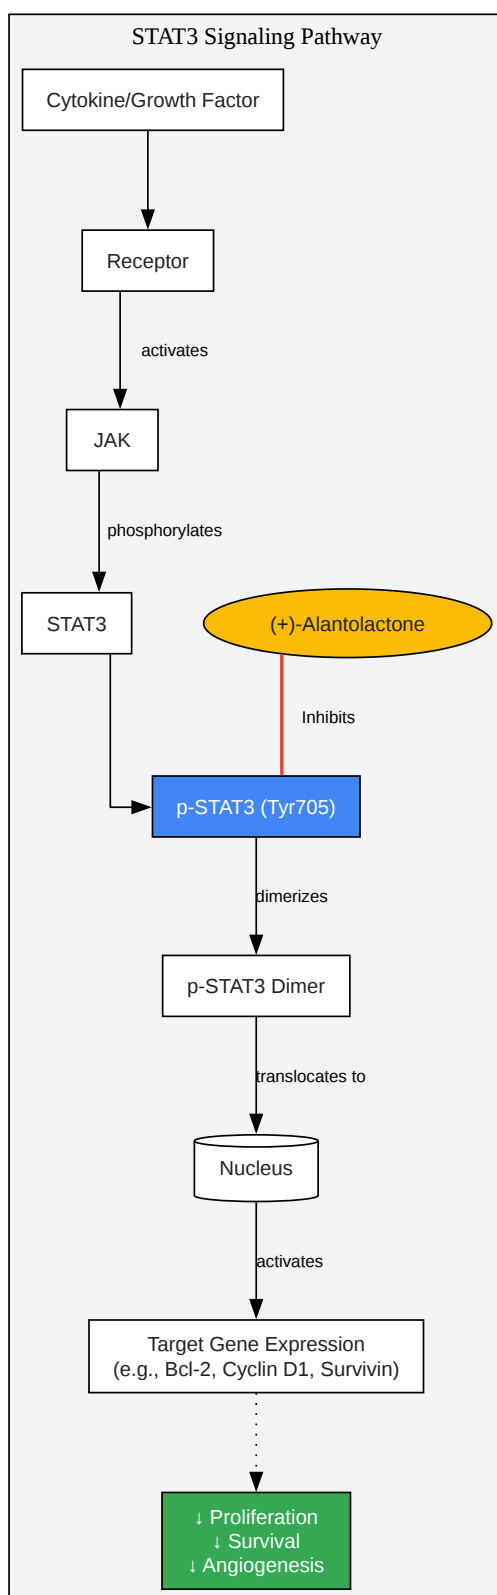 STAT3 Signaling Pathway
Cytokine/Growth Factor
Receptor
activates
JAK
phosphorylates
STAT3
(+)-Alantolactone
Inhibits
p-STAT3 (Tyr705)
dimerizes
p-STAT3 Dimer
translocates to
Nucleus
activates
Target Gene Expression
(e.g., Bcl-2, Cyclin D1, Survivin)
↓ Proliferation
↓ Survival
↓ Angiogenesis